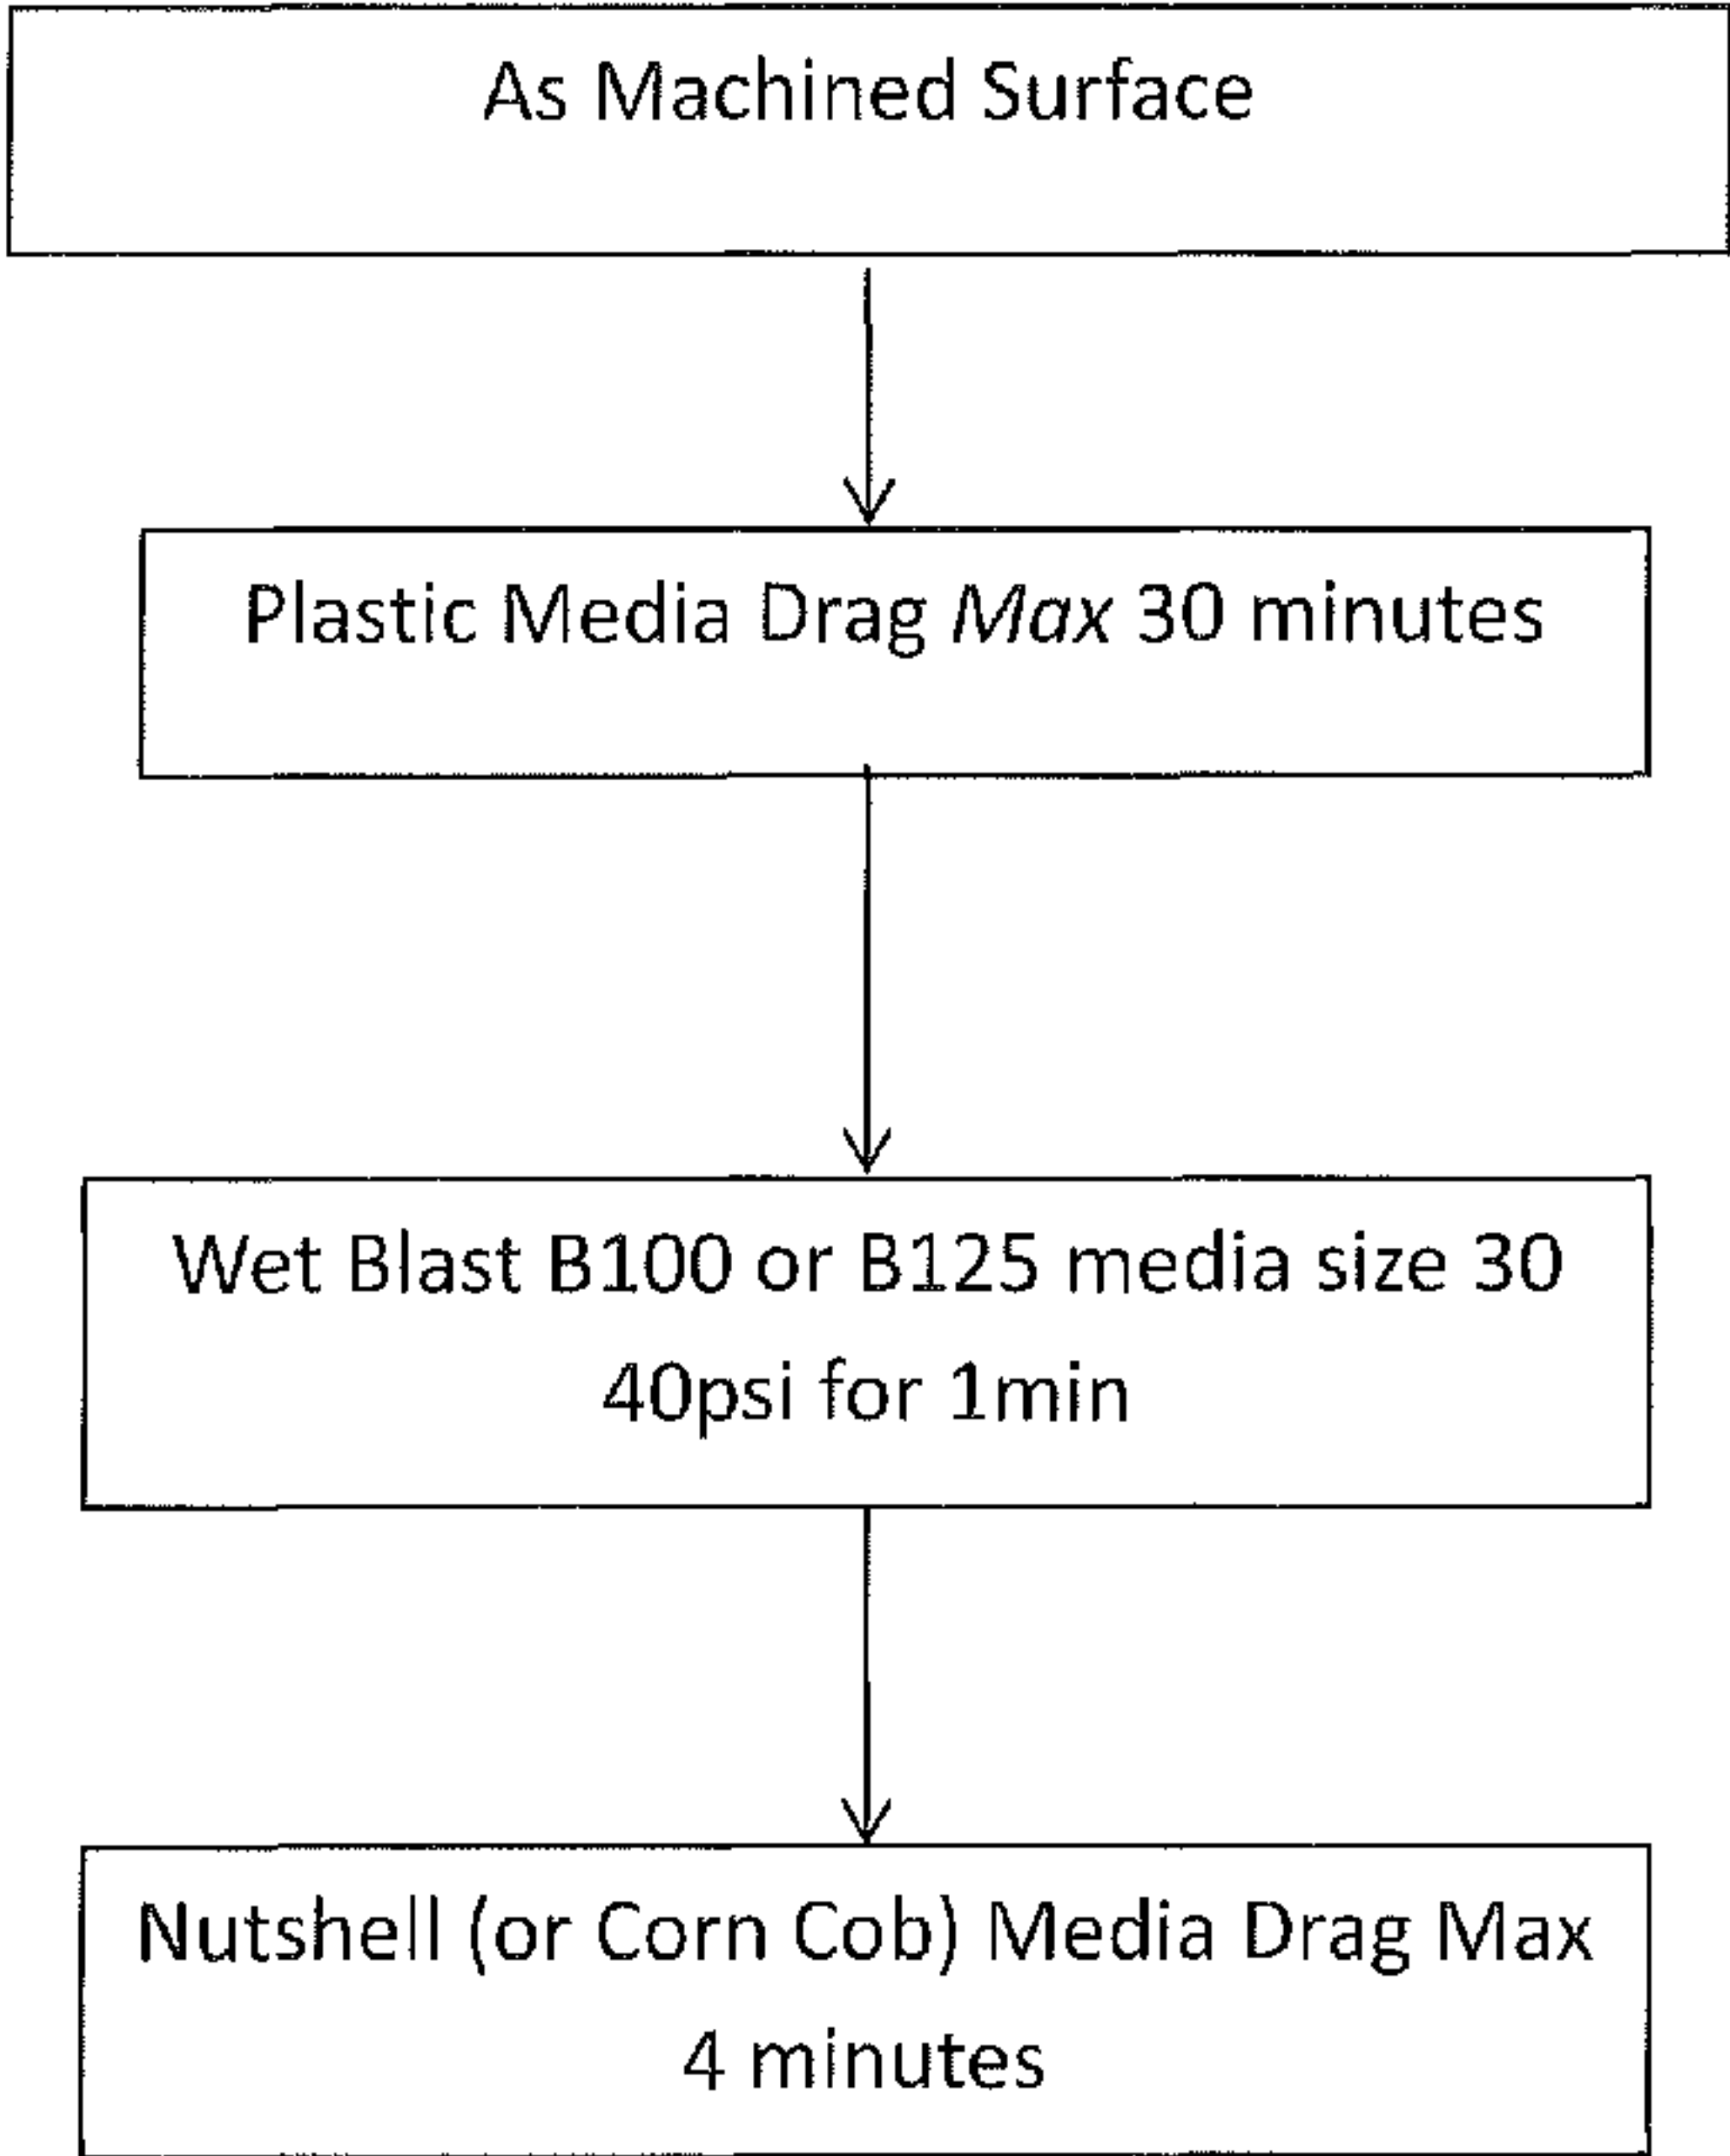 As Machined Surface
Plastic Media Drag Max 30 minutes
Wet Blast B100 or B125 media size 30
40psi for 1min
Nutshell (or Corn Cob) Media Drag Max
4 minutes